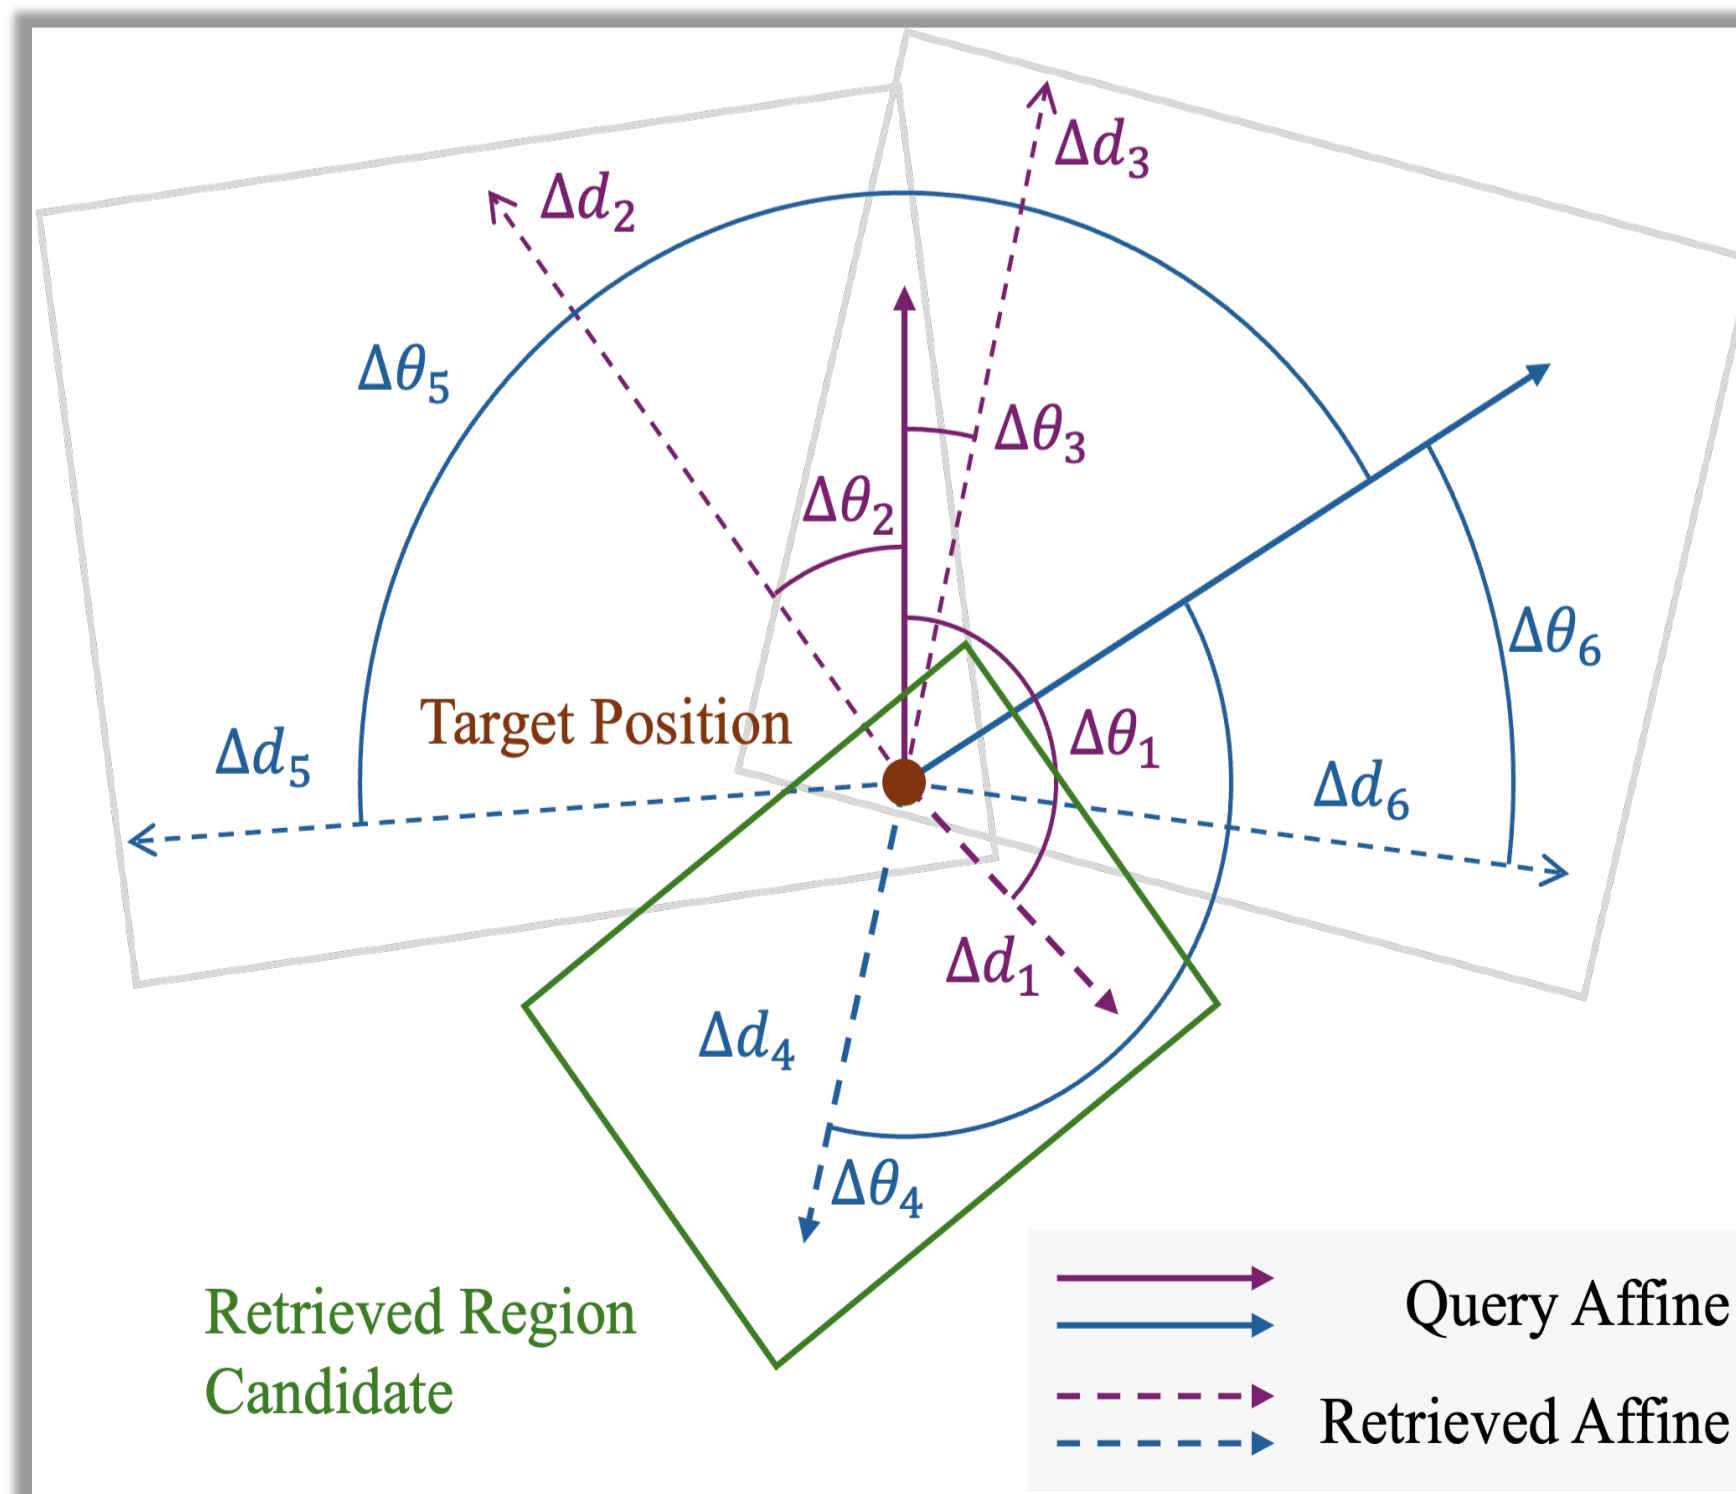 Δd₃
Δd₂
Δθ₅
Δθ₃
Δθ₂
Δθ₆
Target Position
Δθ₁
Δd₅
Δd₆
Δd₁
Δd₄
Δθ₄
Retrieved Region
Candidate
Query Affine
Retrieved Affine